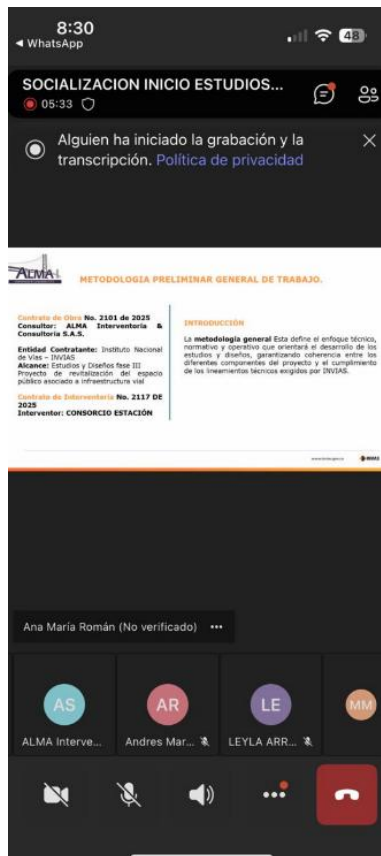 8:30
◄ WhatsApp
48
SOCIALIZACION INICIO ESTUDIOS...
05:33
Alguien ha iniciado la grabación y la
transcripción. Política de privacidad
ALMA
METODOLOGIA PRELIMINAR GENERAL DE TRABAJO.
Contrato de Obra No. 2101 de 2025
Consultor: ALMA Interventoria &
Consultoria S.A.S.
Entidad Contratante: Instituto Nacional
de Vías – INVIAS
Alcance: Estudios y Diseños fase III
Proyecto de revitalización del espacio
público asociado a infraestructura vial
Contrato de Interventoria No. 2117 DE
2025
Interventor: CONSORCIO ESTACIÓN
INTRODUCCIÓN
La metodología general Esta define el enfoque técnico,
normativo y operativo que orientará el desarrollo de los
estudios y diseños, garantizando coherencia entre los
diferentes componentes del proyecto y el cumplimiento
de los lineamientos técnicos exigidos por INVIAS.
INVIAS
Ana María Román (No verificado)
AS
AR
LE
MM
ALMA Interve...
Andres Mar...
LEYLA ARR...